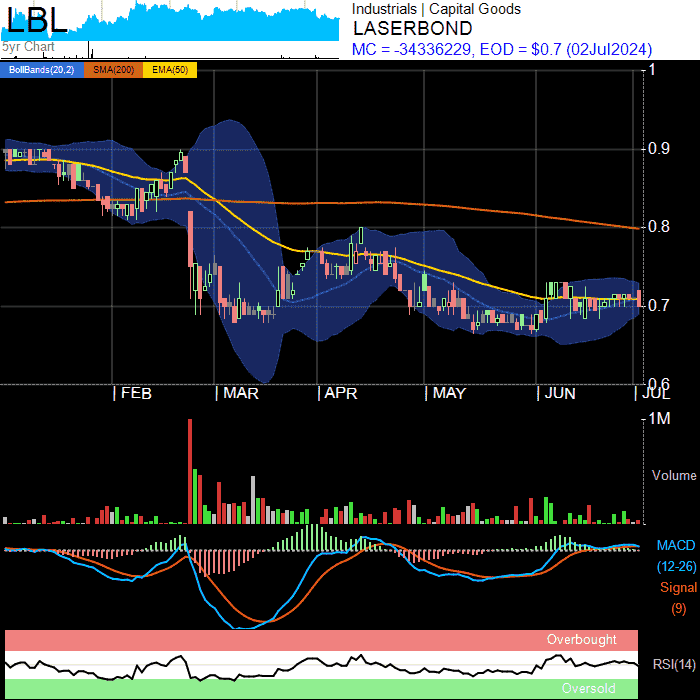 LBL
5yr Chart
Industrials | Capital Goods
LASERBOND
MC = -34336229, EOD = $0.7 (02Jul2024)
BollBands(20,2) SMA(200) EMA(50)
1
0.9
0.8
0.7
0.6
FEB MAR APR MAY JUN JUL
1M
Volume
MACD
(12-26)
Signal
(9)
Overbought
RSI(14)
Oversold